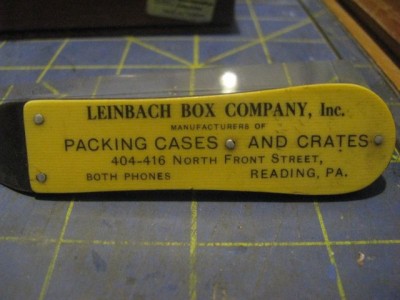 LEINBACH BOX COMPANY, Inc.
MANUFACTURERS OF
PACKING CASES AND CRATES
404-416 NORTH FRONT STREET,
BOTH PHONES READING, PA.